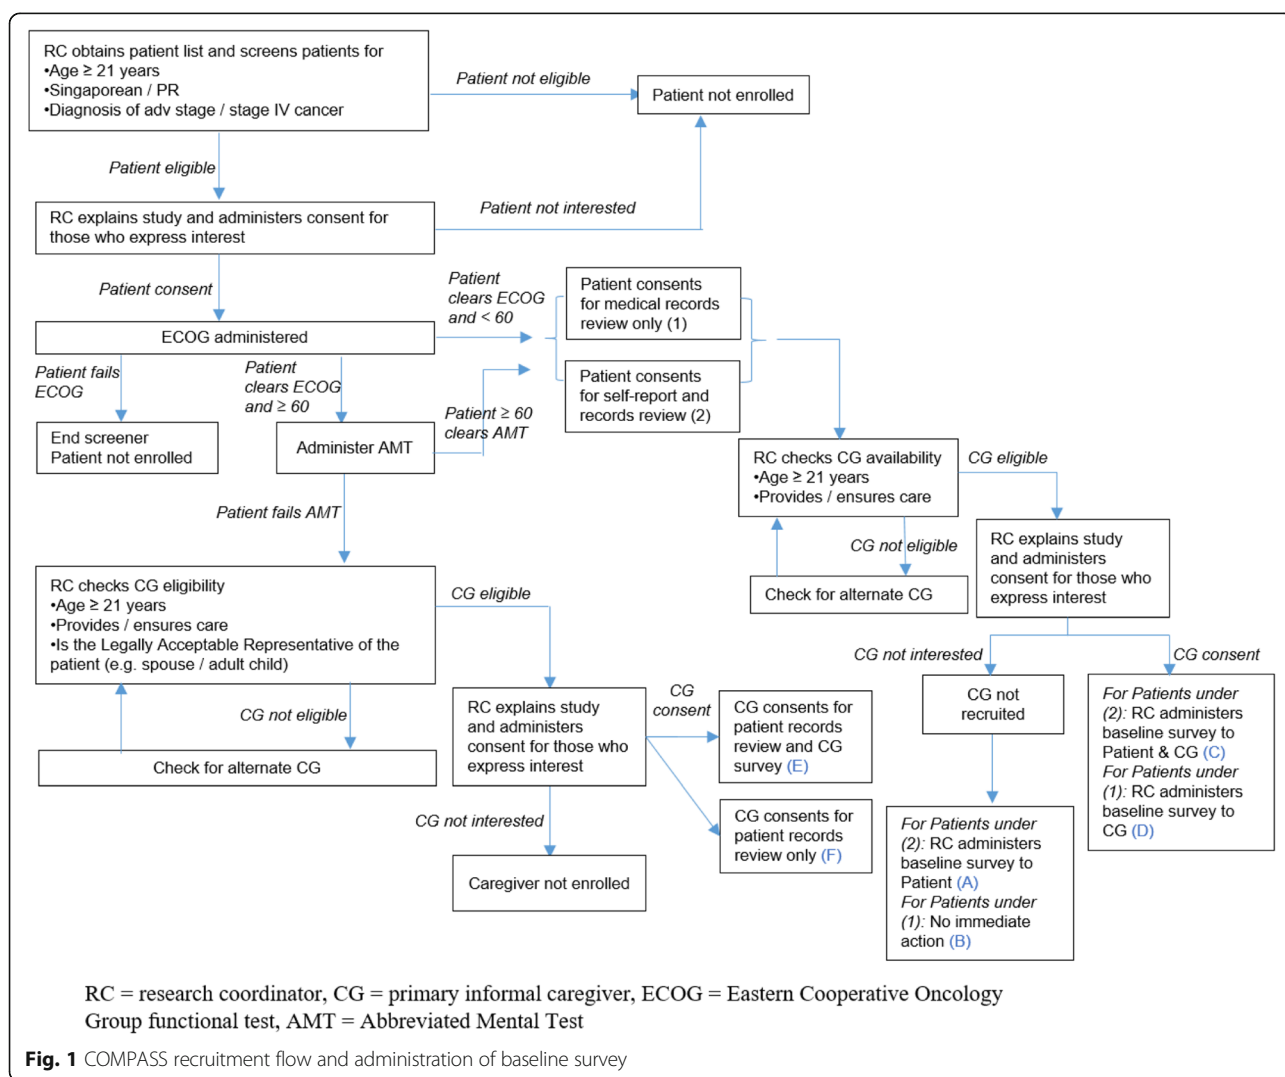 RC obtains patient list and screens patients for
•Age ≥ 21 years
•Singaporean / PR
•Diagnosis of adv stage / stage IV cancer
Patient not eligible
Patient not enrolled
Patient eligible
RC explains study and administers consent for
those who express interest
Patient not interested
Patient consent
ECOG administered
Patient
clears ECOG
and < 60
Patient consents
for medical records
review only (1)
Patient consents
for self-report and
records review (2)
Patient fails
ECOG
Patient
clears ECOG
and ≥ 60
Patient ≥ 60
clears AMT
End screener
Patient not enrolled
Administer AMT
RC checks CG availability
•Age ≥ 21 years
•Provides / ensures care
CG eligible
CG not eligible
Check for alternate CG
RC explains study
and administers
consent for those who
express interest
Patient fails AMT
RC checks CG eligibility
•Age ≥ 21 years
•Provides / ensures care
•Is the Legally Acceptable Representative of the
patient (e.g. spouse / adult child)
CG eligible
CG not eligible
Check for alternate CG
RC explains study
and administers
consent for those who
express interest
CG
consent
CG consents for
patient records
review and CG
survey (E)
CG consents for
patient records
review only (F)
CG not interested
Caregiver not enrolled
CG not interested
CG consent
CG not
recruited
For Patients under
(2): RC administers
baseline survey to
Patient & CG (C)
For Patients under
(1): RC administers
baseline survey to
CG (D)
For Patients under
(2): RC administers
baseline survey to
Patient (A)
For Patients under
(1): No immediate
action (B)
RC = research coordinator, CG = primary informal caregiver, ECOG = Eastern Cooperative Oncology
Group functional test, AMT = Abbreviated Mental Test
Fig. 1 COMPASS recruitment flow and administration of baseline survey